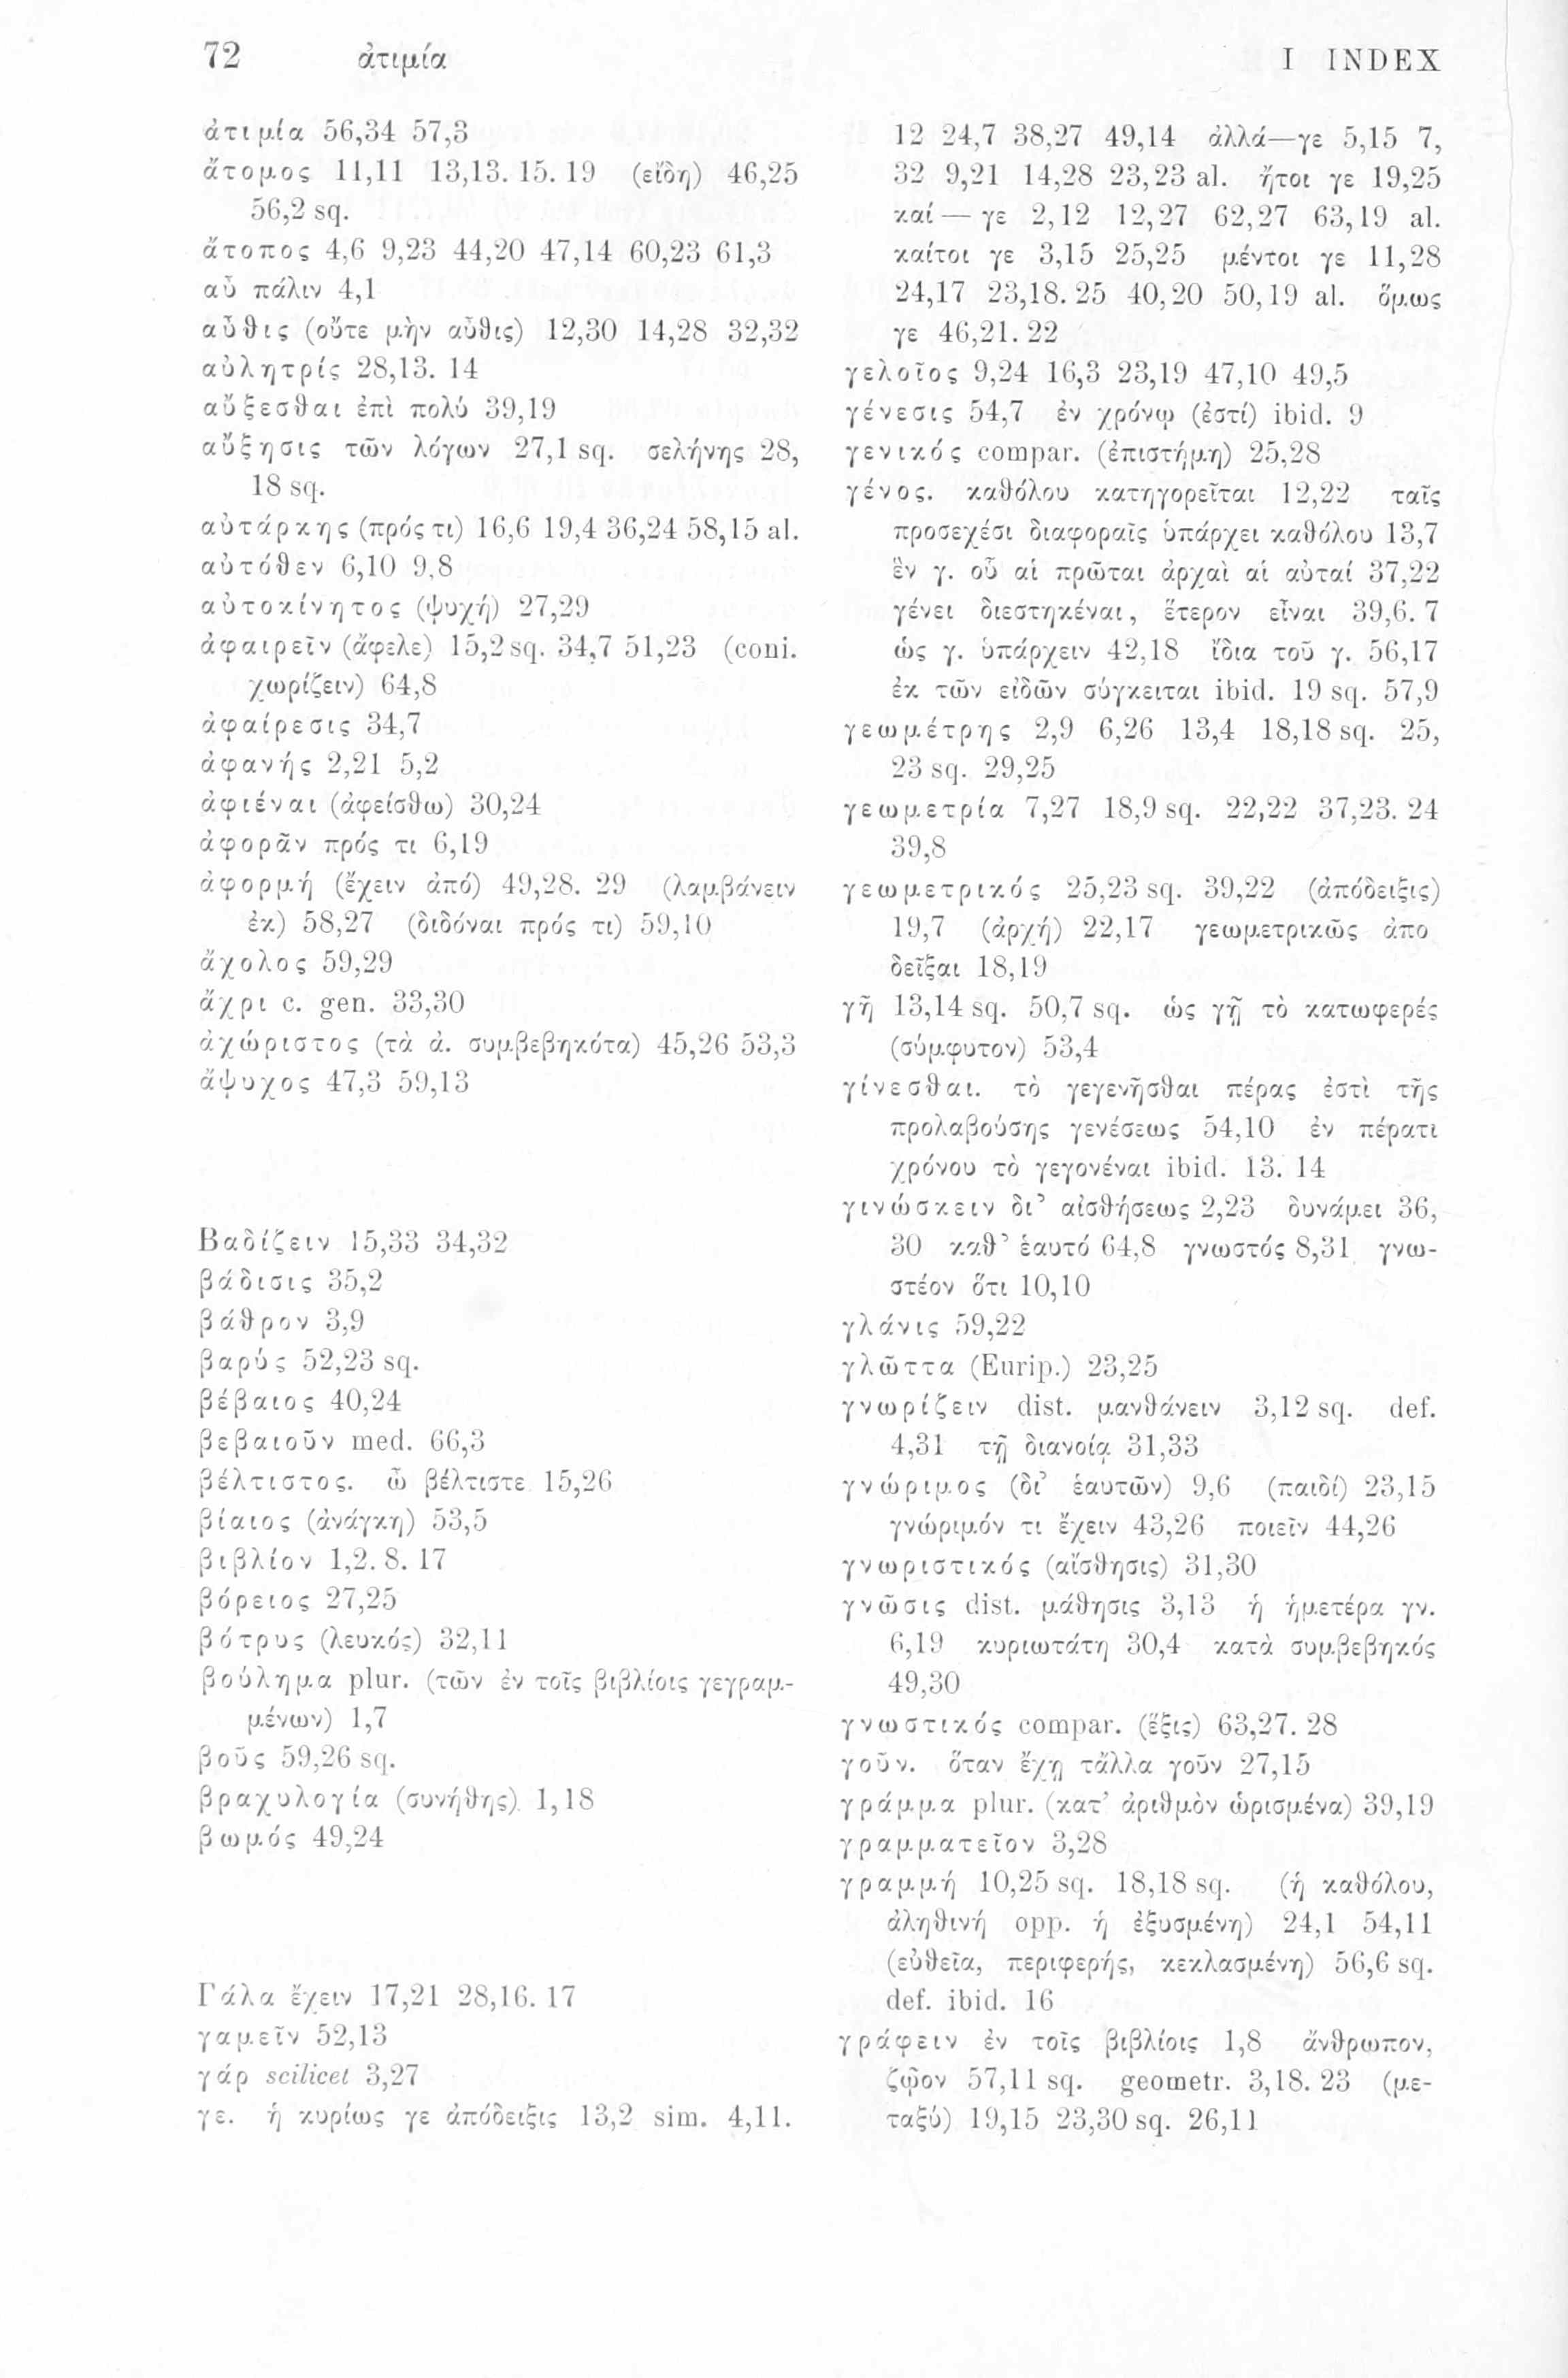 72 ἀτιμία I INDEX
ἀτιμία 56,34 57,3
ἄτομος 11,11 13,13. 15. 19 (εἴδη) 46,25
56,2 sq.
ἄτοπος 4,6 9,23 44,20 47,14 60,23 61,3
αὖ πάλιν 4,1
αὖθις (οὔτε μὴν αὖθις) 12,30 14,28 32,32
αὐλητρίς 28,13. 14
αὔξεσθαι ἐπὶ πολύ 39,19
αὔξησις τῶν λόγων 27,1 sq. σελήνης 28,
18 sq.
αὐτάρκης (πρός τι) 16,6 19,4 36,24 58,15 al.
αὐτόθεν 6,10 9,8
αὐτοκίνητος (ψυχή) 27,29
ἀφαιρεῖν (ἄφελε) 15,2 sq. 34,7 51,23 (coni.
χωρίζειν) 64,8
ἀφαίρεσις 34,7
ἀφανής 2,21 5,2
ἀφιέναι (ἀφείσθω) 30,24
ἀφορᾶν πρός τι 6,19
ἀφορμή (ἔχειν ἀπό) 49,28. 29 (λαμβάνειν
ἐκ) 58,27 (διδόναι πρός τι) 59,10
ἄχολος 59,29
ἄχρι c. gen. 33,30
ἀχώριστος (τὰ ἀ. συμβεβηκότα) 45,26 53,3
ἄψυχος 47,3 59,13
Βαδίζειν 15,33 34,32
βάδισις 35,2
βάθρον 3,9
βαρύς 52,23 sq.
βέβαιος 40,24
βεβαιοῦν med. 66,3
βέλτιστος. ὦ βέλτιστε 15,26
βίαιος (ἀνάγκη) 53,5
βιβλίον 1,2. 8. 17
βόρειος 27,25
βότρυς (λευκός) 32,11
βούλημα plur. (τῶν ἐν τοῖς βιβλίοις γεγραμ-
μένων) 1,7
βοῦς 59,26 sq.
βραχυλογία (συνήθης) 1,18
βωμός 49,24
Γάλα ἔχειν 17,21 28,16. 17
γαμεῖν 52,13
γάρ scilicet 3,27
γε. ἡ κυρίως γε ἀπόδειξις 13,2 sim. 4,11.
12 24,7 38,27 49,14 ἀλλά—γε 5,15 7,
32 9,21 14,28 23,23 al. ἤτοι γε 19,25
καί — γε 2,12 12,27 62,27 63,19 al.
καίτοι γε 3,15 25,25 μέντοι γε 11,28
24,17 23,18. 25 40,20 50,19 al. ὅμως
γε 46,21. 22
γελοῖος 9,24 16,3 23,19 47,10 49,5
γένεσις 54,7 ἐν χρόνῳ (ἐστί) ibid. 9
γενικός compar. (ἐπιστήμη) 25,28
γένος. καθόλου κατηγορεῖται 12,22 ταῖς
προσεχέσι διαφοραῖς ὑπάρχει καθόλου 13,7
ἓν γ. οὗ αἱ πρῶται ἀρχαὶ αἱ αὐταί 37,22
γένει διεστηκέναι, ἕτερον εἶναι 39,6. 7
ὡς γ. ὑπάρχειν 42,18 ἴδια τοῦ γ. 56,17
ἐκ τῶν εἰδῶν σύγκειται ibid. 19 sq. 57,9
γεωμέτρης 2,9 6,26 13,4 18,18 sq. 25,
23 sq. 29,25
γεωμετρία 7,27 18,9 sq. 22,22 37,23. 24
39,8
γεωμετρικός 25,23 sq. 39,22 (ἀπόδειξις)
19,7 (ἀρχή) 22,17 γεωμετρικῶς ἀπο
δεῖξαι 18,19
γῆ 13,14 sq. 50,7 sq. ὡς γῇ τὸ κατωφερές
(σύμφυτον) 53,4
γίνεσθαι. τὸ γεγενῆσθαι πέρας ἐστὶ τῆς
προλαβούσης γενέσεως 54,10 ἐν πέρατι
χρόνου τὸ γεγονέναι ibid. 13. 14
γινώσκειν δι’ αἰσθήσεως 2,23 δυνάμει 36,
30 καθ’ ἑαυτό 64,8 γνωστός 8,31 γνω-
στέον ὅτι 10,10
γλάνις 59,22
γλῶττα (Eurip.) 23,25
γνωρίζειν dist. μανθάνειν 3,12 sq. def.
4,31 τῇ διανοίᾳ 31,33
γνώριμος (δι’ ἑαυτῶν) 9,6 (παιδί) 23,15
γνώριμόν τι ἔχειν 43,26 ποιεῖν 44,26
γνωριστικός (αἴσθησις) 31,30
γνῶσις dist. μάθησις 3,13 ἡ ἡμετέρα γν.
6,19 κυριωτάτη 30,4 κατὰ συμβεβηκός
49,30
γνωστικός compar. (ἕξις) 63,27. 28
γοῦν. ὅταν ἔχῃ τἄλλα γοῦν 27,15
γράμμα plur. (κατ’ ἀριθμὸν ὡρισμένα) 39,19
γραμματεῖον 3,28
γραμμή 10,25 sq. 18,18 sq. (ἡ καθόλου,
ἀληθινή opp. ἡ ἐξυσμένη) 24,1 54,11
(εὐθεῖα, περιφερής, κεκλασμένη) 56,6 sq.
def. ibid. 16
γράφειν ἐν τοῖς βιβλίοις 1,8 ἄνθρωπον,
ζῷον 57,11 sq. geometr. 3,18. 23 (με-
ταξύ) 19,15 23,30 sq. 26,11